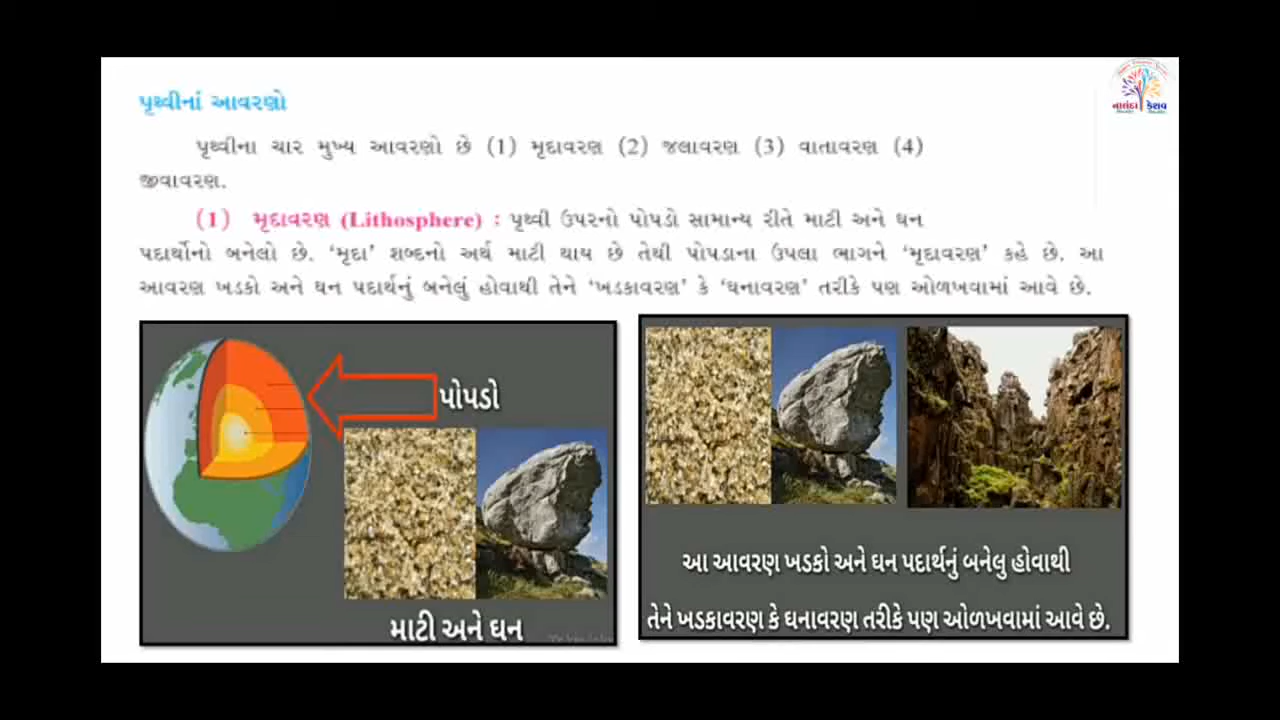 પૃથ્વીનાં આવરણો
પૃથ્વીના ચાર મુખ્ય આવરણો છે (1) મૃદાવરણ (2) જલાવરણ (3) વાતાવરણ (4)
જીવાવરણ.
(1) મૃદાવરણ (Lithosphere) : પૃથ્વી ઉપરનો પોપડો સામાન્ય રીતે માટી અને ઘન
પદાર્થોનો બનેલો છે. ‘મૃદા’ શબ્દનો અર્થ માટી થાય છે તેથી પોપડાના ઉપલા ભાગને ‘મૃદાવરણ’ કહે છે. આ
આવરણ ખડકો અને ઘન પદાર્થનું બનેલું હોવાથી તેને ‘ખડકાવરણ’ કે ‘ઘનાવરણ’ તરીકે પણ ઓળખવામાં આવે છે.
પોપડો
માટી અને ઘન
આ આવરણ ખડકો અને ઘન પદાર્થનું બનેલુ હોવાથી
તેને ખડકાવરણ કે ઘનાવરણ તરીકે પણ ઓળખવામાં આવે છે.
નાલંદા કેશવ